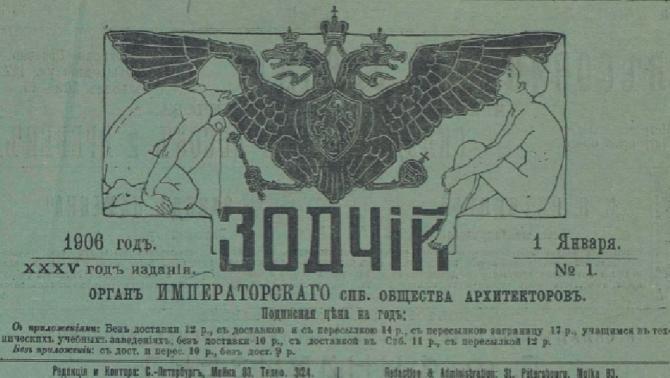 ЗОДЧІЙ
1906 годъ.
1 Января.
XXXV годъ изданія.
№ 1.
ОРГАНЪ ИМПЕРАТОРСКАГО СПБ. ОБЩЕСТВА АРХИТЕКТОРОВЪ.
Подписная цѣна на годъ:
Съ приложеніями: Безъ доставки 12 р., съ доставкою и съ пересылкою 14 р., съ пересылкою заграницу 17 р., учащимся въ тех-
ническихъ учебныхъ заведеніяхъ, безъ доставки - 10 р., съ доставкой въ Спб. 11 р., съ пересылкой 12 р.
Безъ приложеній: съ дост. и перес. 10 р., безъ дост. 9 р.
Редакція и Контора: С.-Петербургъ, Мойка 83. Телеф. 3124.
Redaction & Administration: St. Petersbourg, Moïka 83.